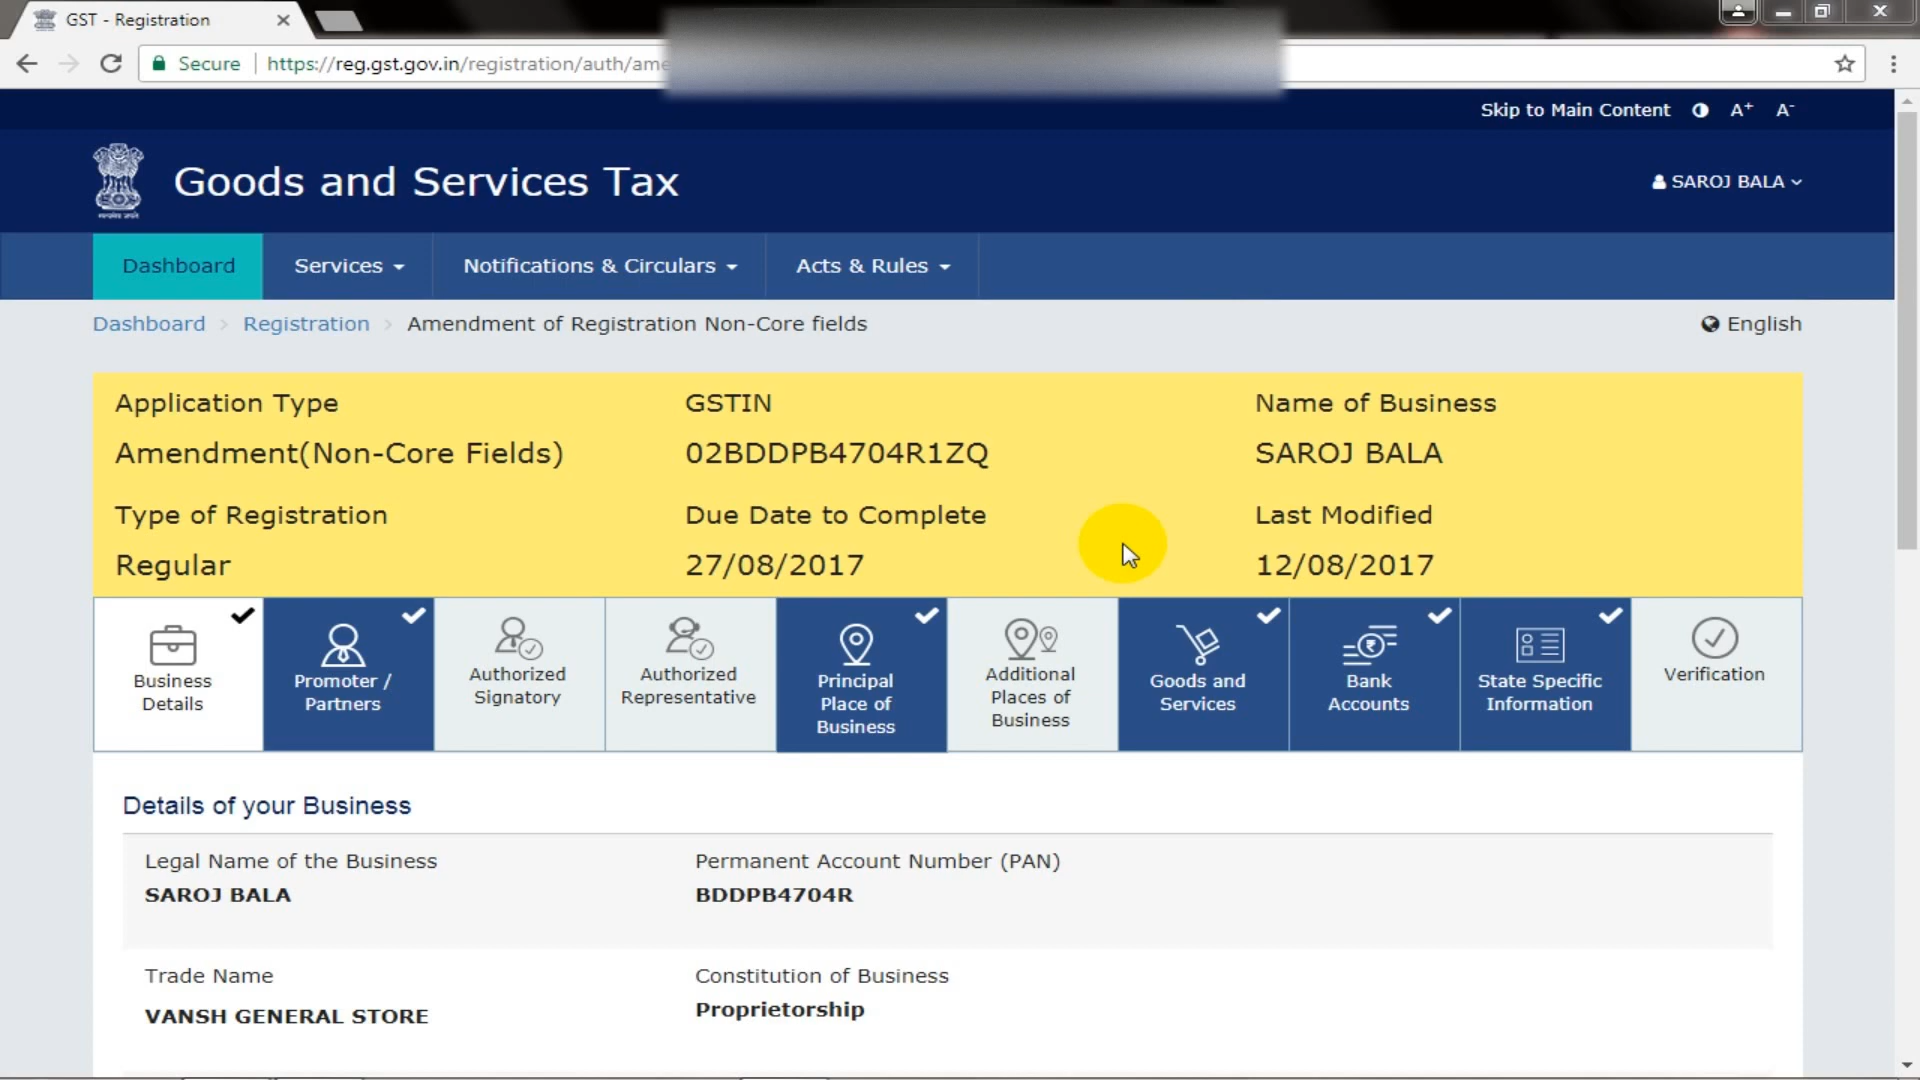 GST - Registration
Secure https://reg.gst.gov.in/registration/auth/ame
Skip to Main Content A+ A-
Goods and Services Tax
SAROJ BALA
Dashboard Services Notifications & Circulars Acts & Rules
Dashboard > Registration > Amendment of Registration Non-Core fields English
Application Type GSTIN Name of Business
Amendment(Non-Core Fields) 02BDDPB4704R1ZQ SAROJ BALA
Type of Registration Due Date to Complete Last Modified
Regular 27/08/2017 12/08/2017
Business
Details
Promoter /
Partners
Authorized
Signatory
Authorized
Representative
Principal
Place of
Business
Additional
Places of
Business
Goods and
Services
Bank
Accounts
State Specific
Information
Verification
Details of your Business
Legal Name of the Business Permanent Account Number (PAN)
SAROJ BALA BDDPB4704R
Trade Name Constitution of Business
VANSH GENERAL STORE Proprietorship